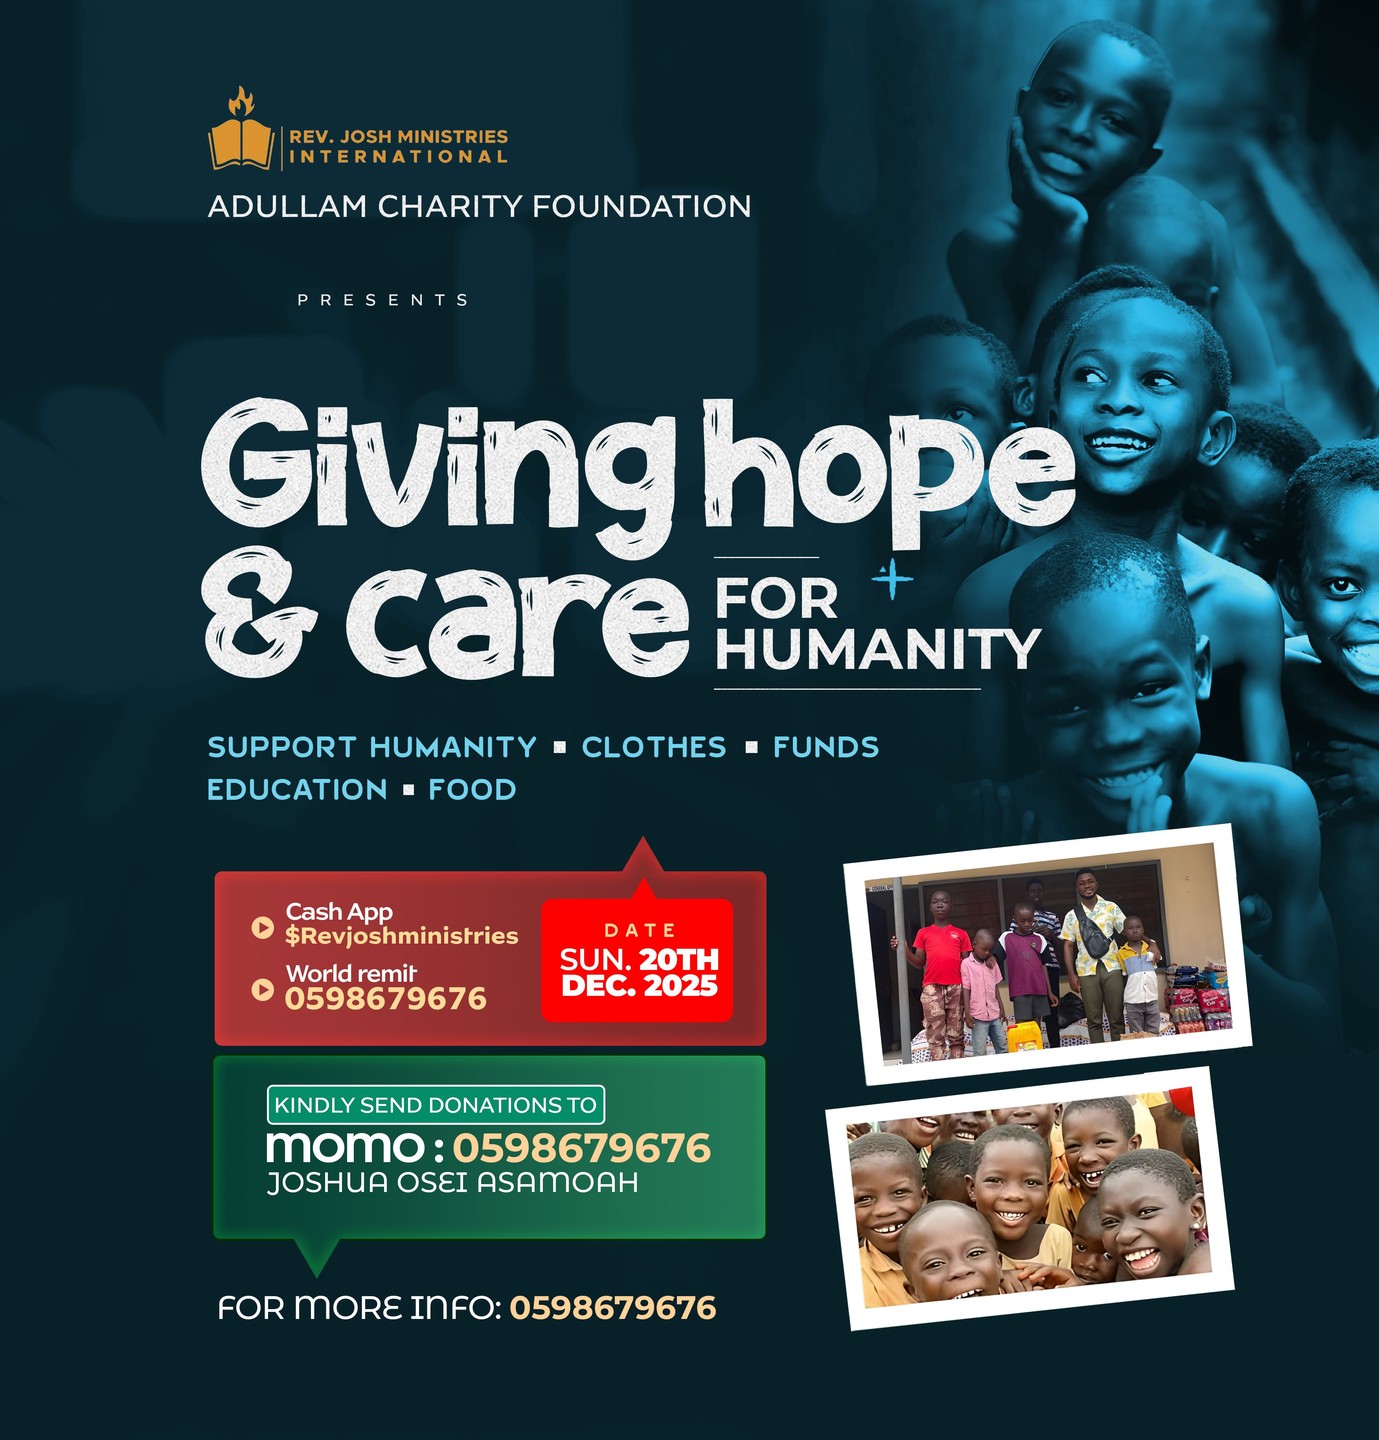 REV. JOSH MINISTRIES
INTERNATIONAL
ADULLAM CHARITY FOUNDATION
PRESENTS
Giving hope
& care
FOR
HUMANITY
SUPPORT HUMANITY ▪ CLOTHES ▪ FUNDS
EDUCATION ▪ FOOD
Cash App
$Revjoshministries
World remit
0598679676
DATE
SUN. 20TH
DEC. 2025
KINDLY SEND DONATIONS TO
momo : 0598679676
JOSHUA OSEI ASAMOAH
FOR MORE INFO: 0598679676